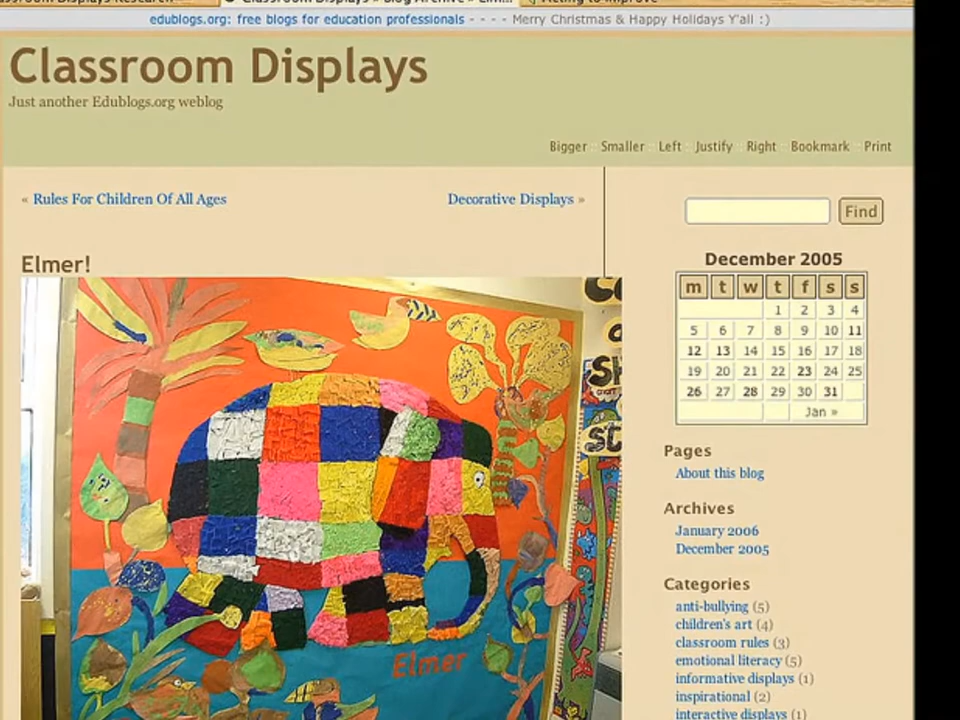 edublogs.org: free blogs for education professionals - - - - Merry Christmas & Happy Holidays Y'all :)
Classroom Displays
Just another Edublogs.org weblog
Bigger :: Smaller :: Left :: Justify :: Right :: Bookmark :: Print
« Rules For Children Of All Ages
Decorative Displays »
Find
Elmer!
Elmer
December 2005
m t w t f s s
1 2 3 4
5 6 7 8 9 10 11
12 13 14 15 16 17 18
19 20 21 22 23 24 25
26 27 28 29 30 31
Jan »
Pages
About this blog
Archives
January 2006
December 2005
Categories
anti-bullying (5)
children's art (4)
classroom rules (3)
emotional literacy (5)
informative displays (1)
inspirational (2)
interactive displays (1)